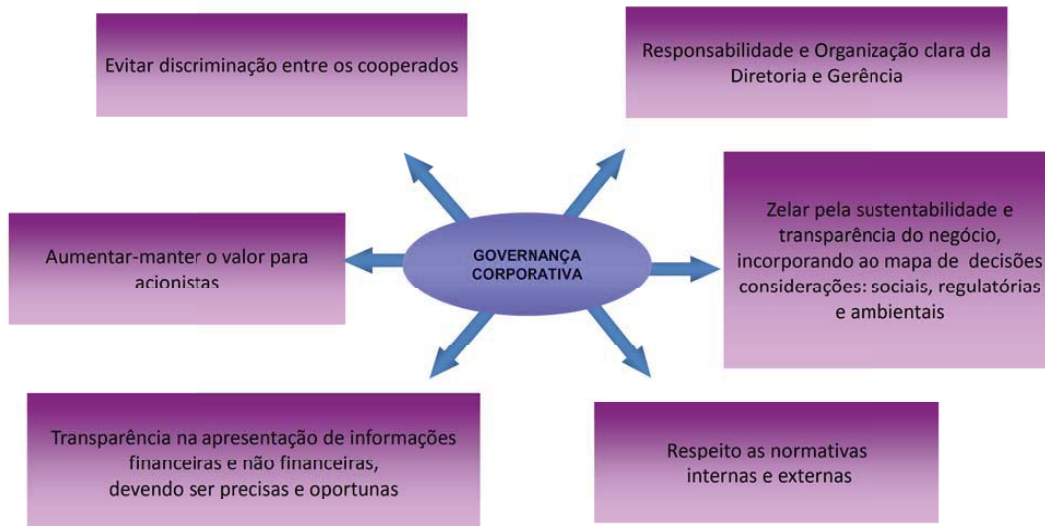 Evitar discriminação entre os cooperados
Responsabilidade e Organização clara da
Diretoria e Gerência
Aumentar-manter o valor para
acionistas
GOVERNANÇA
CORPORATIVA
Zelar pela sustentabilidade e
transparência do negócio,
incorporando ao mapa de decisões
considerações: sociais, regulatórias
e ambientais
Transparência na apresentação de informações
financeiras e não financeiras,
devendo ser precisas e oportunas
Respeito as normativas
internas e externas